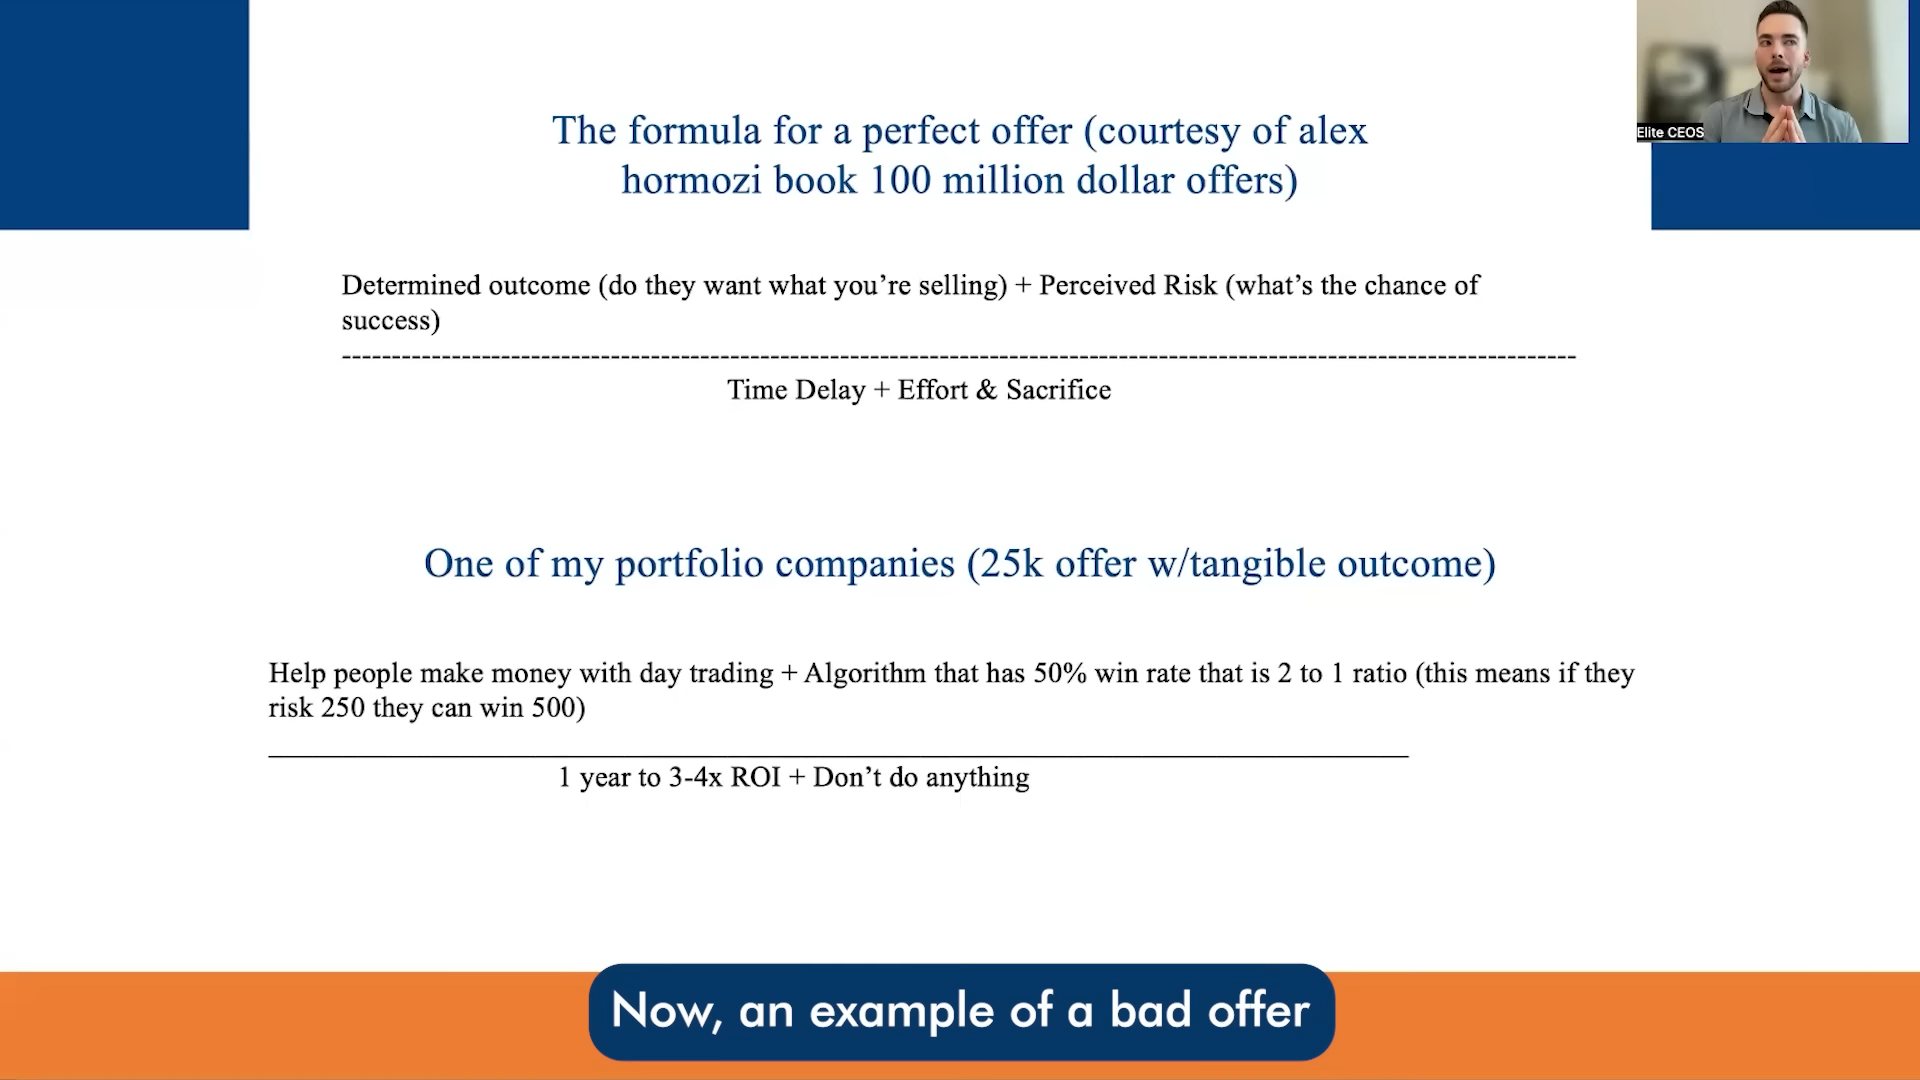 Elite CEOS
The formula for a perfect offer (courtesy of alex
hormozi book 100 million dollar offers)
Determined outcome (do they want what you’re selling) + Perceived Risk (what’s the chance of
success)
Time Delay + Effort & Sacrifice
One of my portfolio companies (25k offer w/tangible outcome)
Help people make money with day trading + Algorithm that has 50% win rate that is 2 to 1 ratio (this means if they
risk 250 they can win 500)
1 year to 3-4x ROI + Don’t do anything
Now, an example of a bad offer